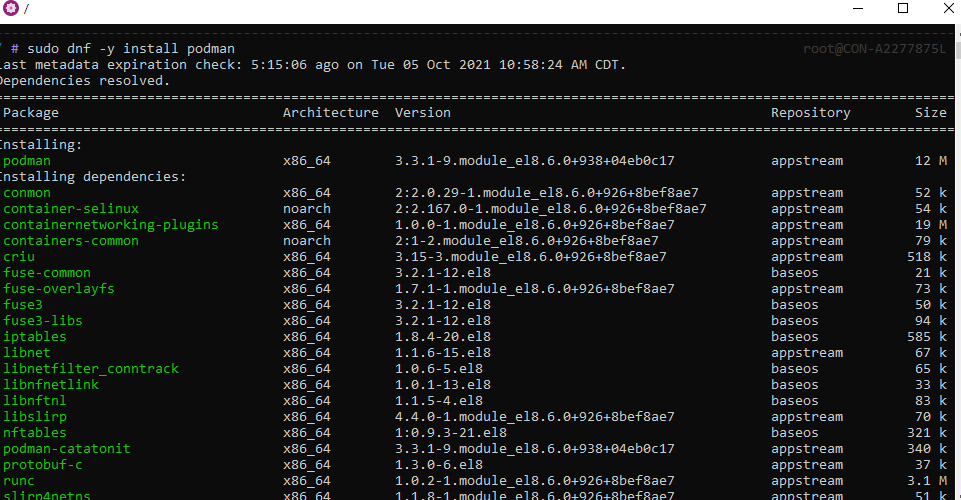 /
/ # sudo dnf -y install podman root@CON-A2277875L
Last metadata expiration check: 5:15:06 ago on Tue 05 Oct 2021 10:58:24 AM CDT.
Dependencies resolved.
Package Architecture Version Repository Size
Installing:
podman x86_64 3.3.1-9.module_el8.6.0+938+04eb0c17 appstream 12 M
Installing dependencies:
conmon x86_64 2:2.0.29-1.module_el8.6.0+926+8bef8ae7 appstream 52 k
container-selinux noarch 2:2.167.0-1.module_el8.6.0+926+8bef8ae7 appstream 54 k
containernetworking-plugins x86_64 1.0.0-1.module_el8.6.0+926+8bef8ae7 appstream 19 M
containers-common noarch 2:1-2.module_el8.6.0+926+8bef8ae7 appstream 79 k
criu x86_64 3.15-3.module_el8.6.0+926+8bef8ae7 appstream 518 k
fuse-common x86_64 3.2.1-12.el8 baseos 21 k
fuse-overlayfs x86_64 1.7.1-1.module_el8.6.0+926+8bef8ae7 appstream 73 k
fuse3 x86_64 3.2.1-12.el8 baseos 50 k
fuse3-libs x86_64 3.2.1-12.el8 baseos 94 k
iptables x86_64 1.8.4-20.el8 baseos 585 k
libnet x86_64 1.1.6-15.el8 appstream 67 k
libnetfilter_conntrack x86_64 1.0.6-5.el8 baseos 65 k
libnfnetlink x86_64 1.0.1-13.el8 baseos 33 k
libnftnl x86_64 1.1.5-4.el8 baseos 83 k
libslirp x86_64 4.4.0-1.module_el8.6.0+926+8bef8ae7 appstream 70 k
nftables x86_64 1:0.9.3-21.el8 baseos 321 k
podman-catatonit x86_64 3.3.1-9.module_el8.6.0+938+04eb0c17 appstream 340 k
protobuf-c x86_64 1.3.0-6.el8 appstream 37 k
runc x86_64 1.0.2-1.module_el8.6.0+926+8bef8ae7 appstream 3.1 M
slirp4netns x86_64 1.1.8-1.module_el8.6.0+926+8bef8ae7 appstream 51 k